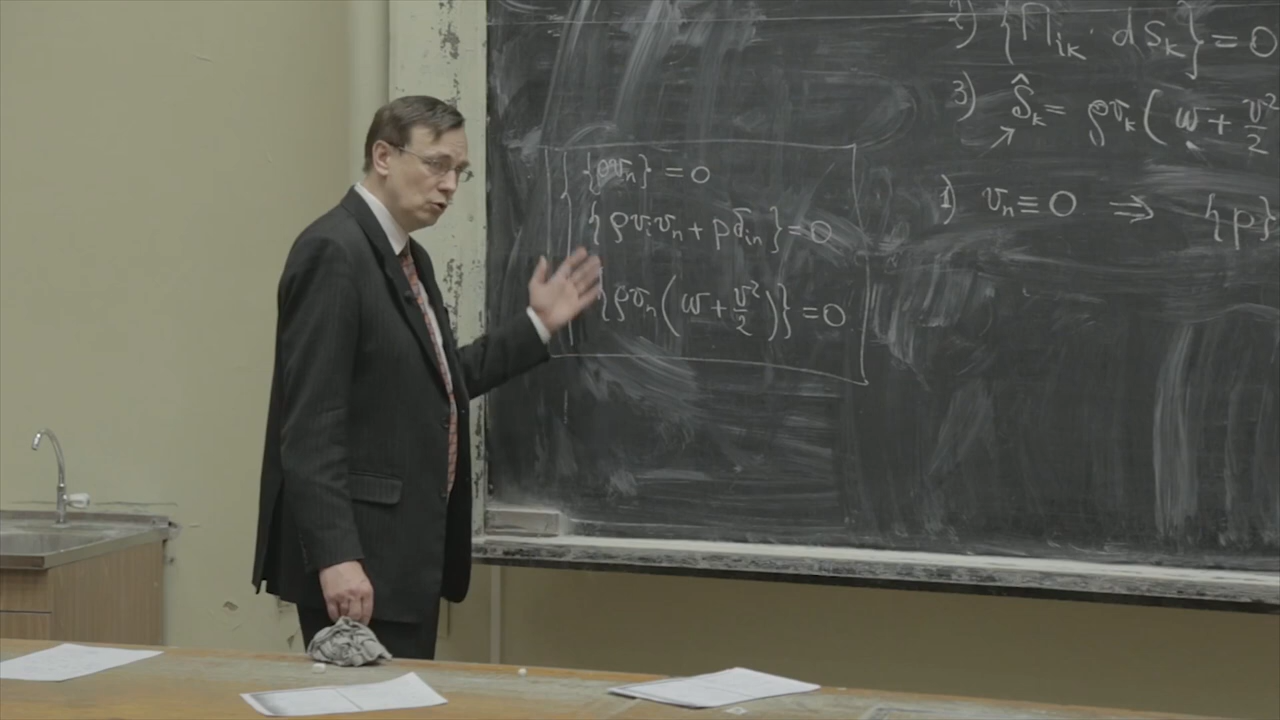 {ρv_n} = 0
{ρv_i v_n + pδ_in} = 0
{ρv_n(w + v²/2)} = 0
2) {Π_ik · dS_k} = 0
3) Ŝ_k = ρv_k(w + v²/2
1) v_n ≡ 0 ⇒ {p}